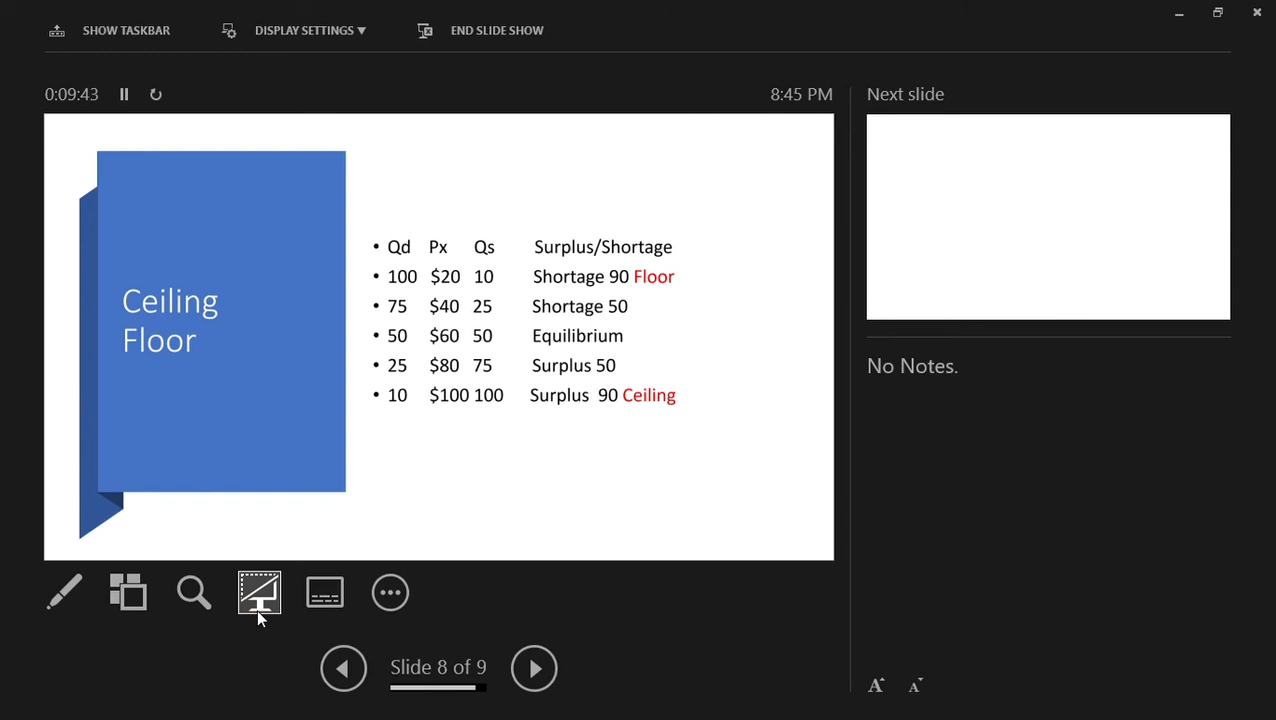 SHOW TASKBAR DISPLAY SETTINGS ▼ END SLIDE SHOW
0:09:43 8:45 PM
Ceiling
Floor
• Qd Px Qs Surplus/Shortage
• 100 $20 10 Shortage 90 Floor
• 75 $40 25 Shortage 50
• 50 $60 50 Equilibrium
• 25 $80 75 Surplus 50
• 10 $100 100 Surplus 90 Ceiling
Slide 8 of 9
Next slide
No Notes.
A A